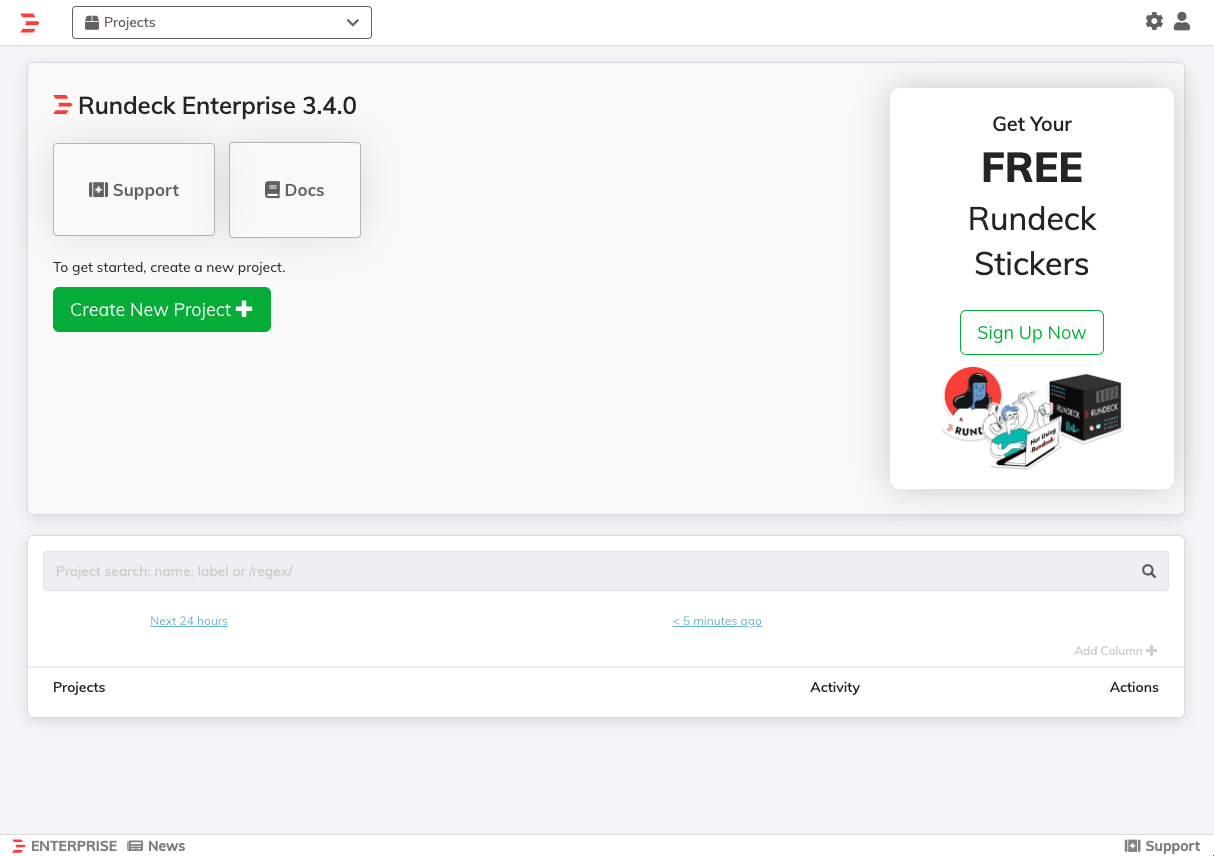 Projects
Rundeck Enterprise 3.4.0
Support
Docs
To get started, create a new project.
Create New Project
Get Your
FREE
Rundeck
Stickers
Sign Up Now
RUNDECK
RUNDECK
Not Using
Rundeck
Project search: name, label or /regex/
Next 24 hours
< 5 minutes ago
Add Column
Projects
Activity
Actions
ENTERPRISE
News
Support